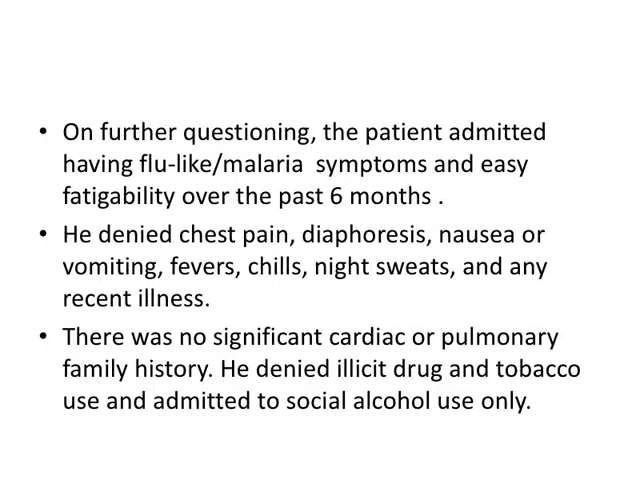 • On further questioning, the patient admitted
having flu-like/malaria  symptoms and easy
fatigability over the past 6 months .
• He denied chest pain, diaphoresis, nausea or
vomiting, fevers, chills, night sweats, and any
recent illness.
• There was no significant cardiac or pulmonary
family history. He denied illicit drug and tobacco
use and admitted to social alcohol use only.